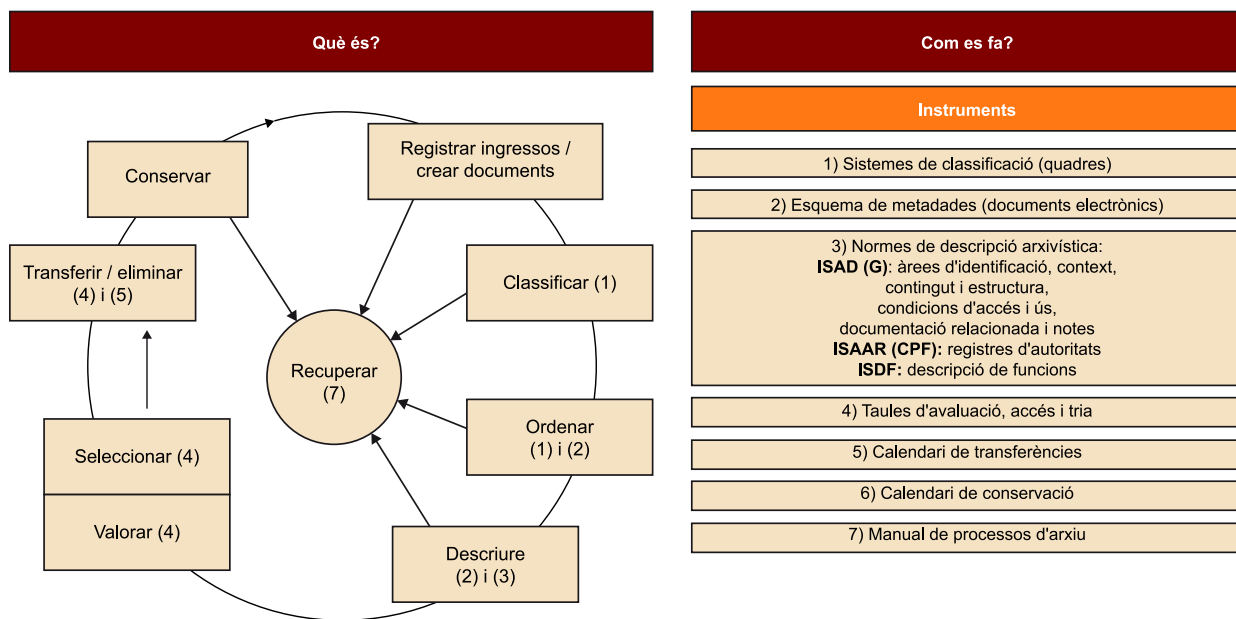 Què és?
Conservar
Registrar ingressos /
crear documents
Transferir / eliminar
(4) i (5)
Classificar (1)
Recuperar
(7)
Seleccionar (4)
Valorar (4)
Ordenar
(1) i (2)
Descriure
(2) i (3)
Com es fa?
Instruments
1) Sistemes de classificació (quadres)
2) Esquema de metadades (documents electrònics)
3) Normes de descripció arxivística:
ISAD (G): àrees d'identificació, context,
contingut i estructura,
condicions d'accés i ús,
documentació relacionada i notes
ISAAR (CPF): registres d'autoritats
ISDF: descripció de funcions
4) Taules d'avaluació, accés i tria
5) Calendari de transferències
6) Calendari de conservació
7) Manual de processos d'arxiu